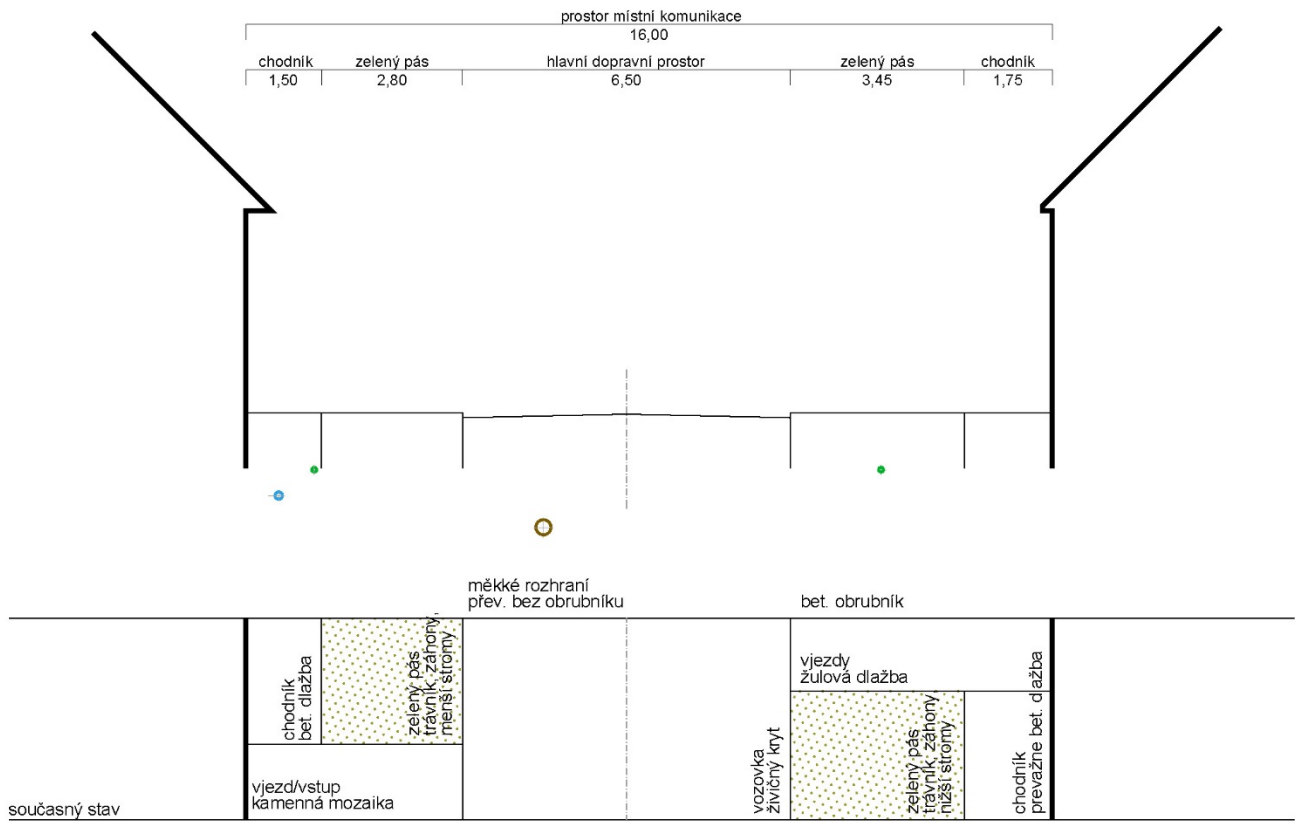 prostor místní komunikace
16,00
chodník
zelený pás
hlavní dopravní prostor
zelený pás
chodník
1,50
2,80
6,50
3,45
1,75
měkké rozhraní
přev. bez obrubníku
bet. obrubník
chodník
bet. dlažba
zelený pás
trávník, záhony,
menší stromy
vjezd/vstup
kamenná mozaika
vozovka
živičný kryt
vjezdy
žulová dlažba
zelený pás
trávník, záhony
nižší stromy
chodník
prevažne bet. dlažba
současný stav